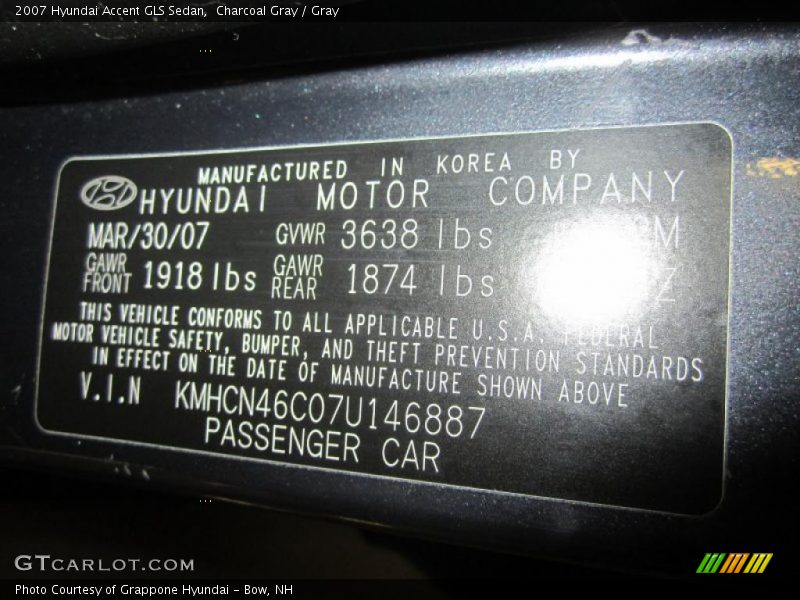 2007 Hyundai Accent GLS Sedan,  Charcoal Gray / Gray
MANUFACTURED IN KOREA BY
HYUNDAI MOTOR COMPANY
MAR/30/07 GVWR 3638 lbs
GAWR FRONT 1918 lbs GAWR REAR 1874 lbs
THIS VEHICLE CONFORMS TO ALL APPLICABLE U.S.A. FEDERAL
MOTOR VEHICLE SAFETY, BUMPER, AND THEFT PREVENTION STANDARDS
IN EFFECT ON THE DATE OF MANUFACTURE SHOWN ABOVE
V.I.N KMHCN46C07U146887
PASSENGER CAR
GTCARLOT.COM
Photo Courtesy of Grappone Hyundai - Bow, NH